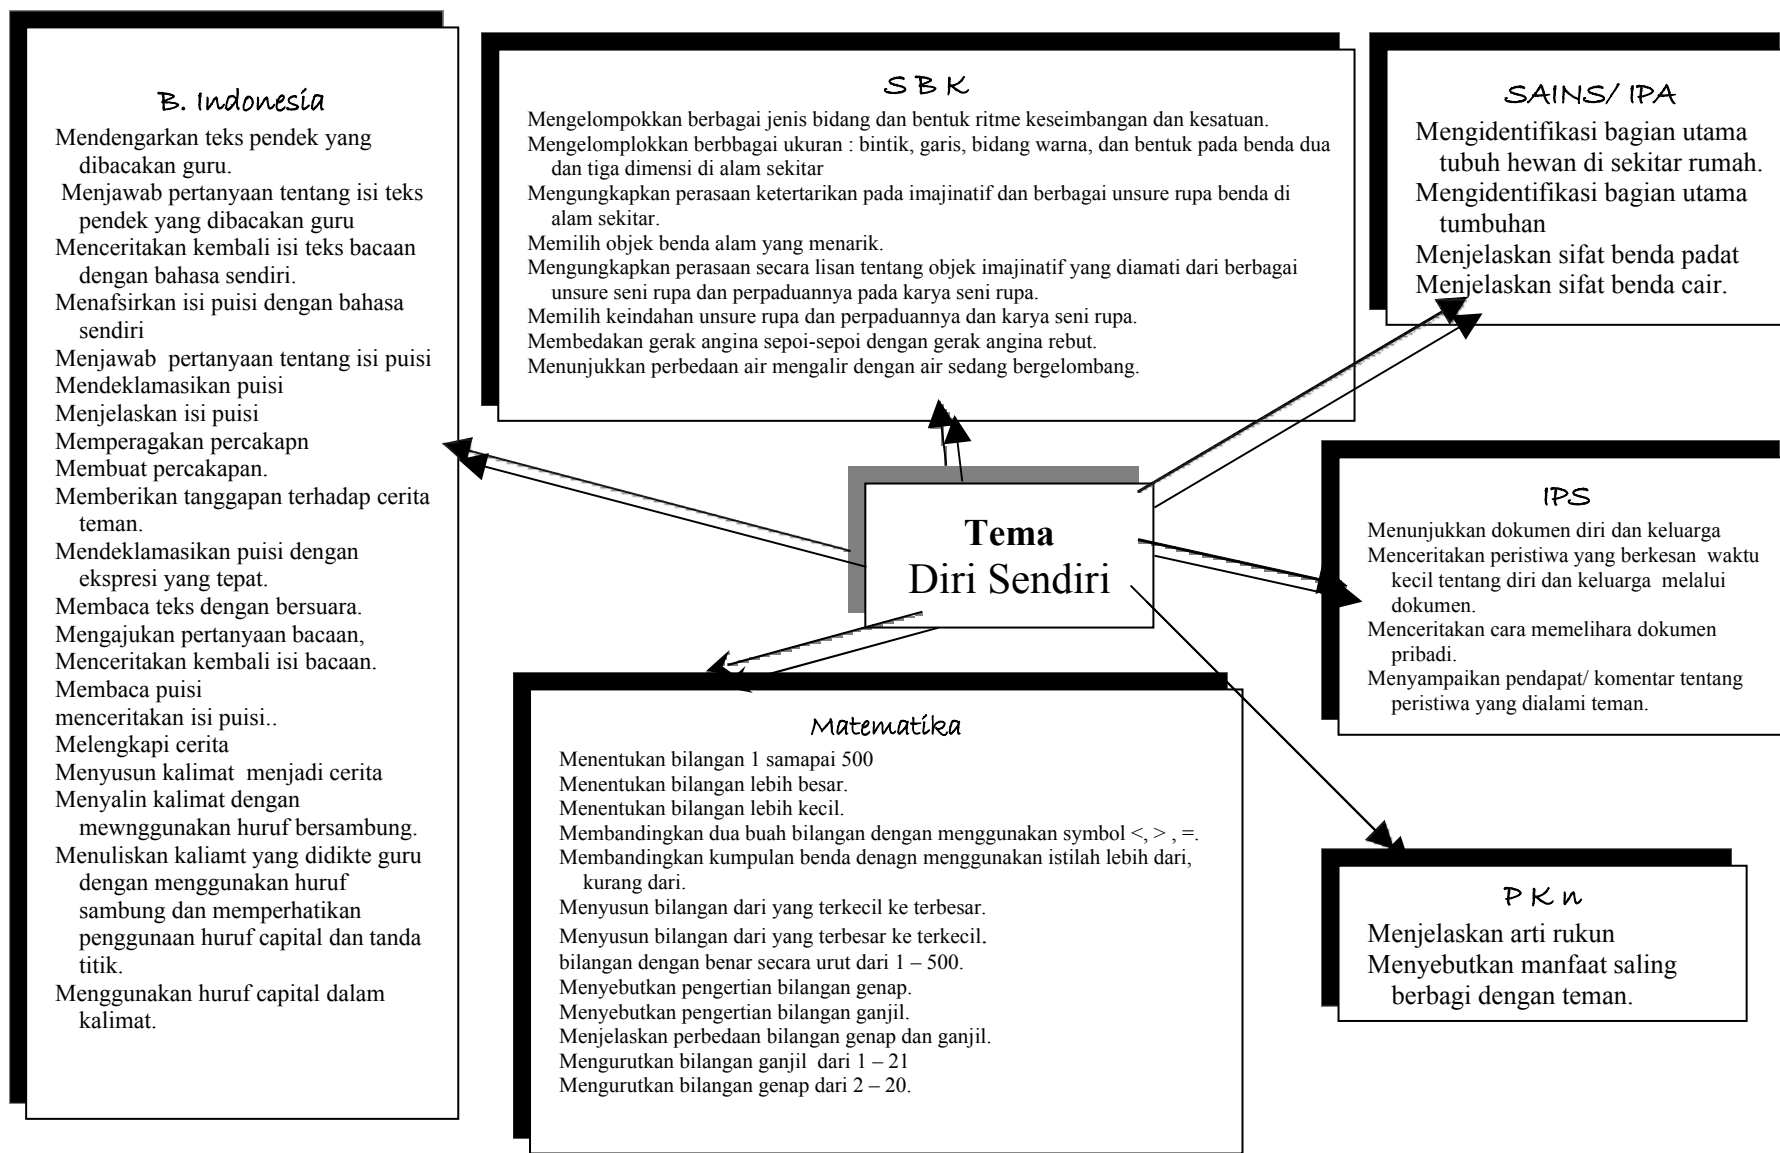 B. Indonesia
Mendengarkan teks pendek yang
dibacakan guru.
Menjawab pertanyaan tentang isi teks
pendek yang dibacakan guru
Menceritakan kembali isi teks bacaan
dengan bahasa sendiri.
Menafsirkan isi puisi dengan bahasa
sendiri
Menjawab pertanyaan tentang isi puisi
Mendeklamasikan puisi
Menjelaskan isi puisi
Memperagakan percakapn
Membuat percakapan.
Memberikan tanggapan terhadap cerita
teman.
Mendeklamasikan puisi dengan
ekspresi yang tepat.
Membaca teks dengan bersuara.
Mengajukan pertanyaan bacaan,
Menceritakan kembali isi bacaan.
Membaca puisi
menceritakan isi puisi..
Melengkapi cerita
Menyusun kalimat menjadi cerita
Menyalin kalimat dengan
mewnggunakan huruf bersambung.
Menuliskan kaliamt yang didikte guru
dengan menggunakan huruf
sambung dan memperhatikan
penggunaan huruf capital dan tanda
titik.
Menggunakan huruf capital dalam
kalimat.
S B K
Mengelompokkan berbagai jenis bidang dan bentuk ritme keseimbangan dan kesatuan.
Mengelomplokkan berbbagai ukuran : bintik, garis, bidang warna, dan bentuk pada benda dua
dan tiga dimensi di alam sekitar
Mengungkapkan perasaan ketertarikan pada imajinatif dan berbagai unsure rupa benda di
alam sekitar.
Memilih objek benda alam yang menarik.
Mengungkapkan perasaan secara lisan tentang objek imajinatif yang diamati dari berbagai
unsure seni rupa dan perpaduannya pada karya seni rupa.
Memilih keindahan unsure rupa dan perpaduannya dan karya seni rupa.
Membedakan gerak angina sepoi-sepoi dengan gerak angina rebut.
Menunjukkan perbedaan air mengalir dengan air sedang bergelombang.
SAINS/ IPA
Mengidentifikasi bagian utama
tubuh hewan di sekitar rumah.
Mengidentifikasi bagian utama
tumbuhan
Menjelaskan sifat benda padat
Menjelaskan sifat benda cair.
Tema
Diri Sendiri
IPS
Menunjukkan dokumen diri dan keluarga
Menceritakan peristiwa yang berkesan waktu
kecil tentang diri dan keluarga melalui
dokumen.
Menceritakan cara memelihara dokumen
pribadi.
Menyampaikan pendapat/ komentar tentang
peristiwa yang dialami teman.
Matematika
Menentukan bilangan 1 samapai 500
Menentukan bilangan lebih besar.
Menentukan bilangan lebih kecil.
Membandingkan dua buah bilangan dengan menggunakan symbol <, > , =.
Membandingkan kumpulan benda denagn menggunakan istilah lebih dari,
kurang dari.
Menyusun bilangan dari yang terkecil ke terbesar.
Menyusun bilangan dari yang terbesar ke terkecil.
bilangan dengan benar secara urut dari 1 – 500.
Menyebutkan pengertian bilangan genap.
Menyebutkan pengertian bilangan ganjil.
Menjelaskan perbedaan bilangan genap dan ganjil.
Mengurutkan bilangan ganjil dari 1 – 21
Mengurutkan bilangan genap dari 2 – 20.
P K n
Menjelaskan arti rukun
Menyebutkan manfaat saling
berbagi dengan teman.